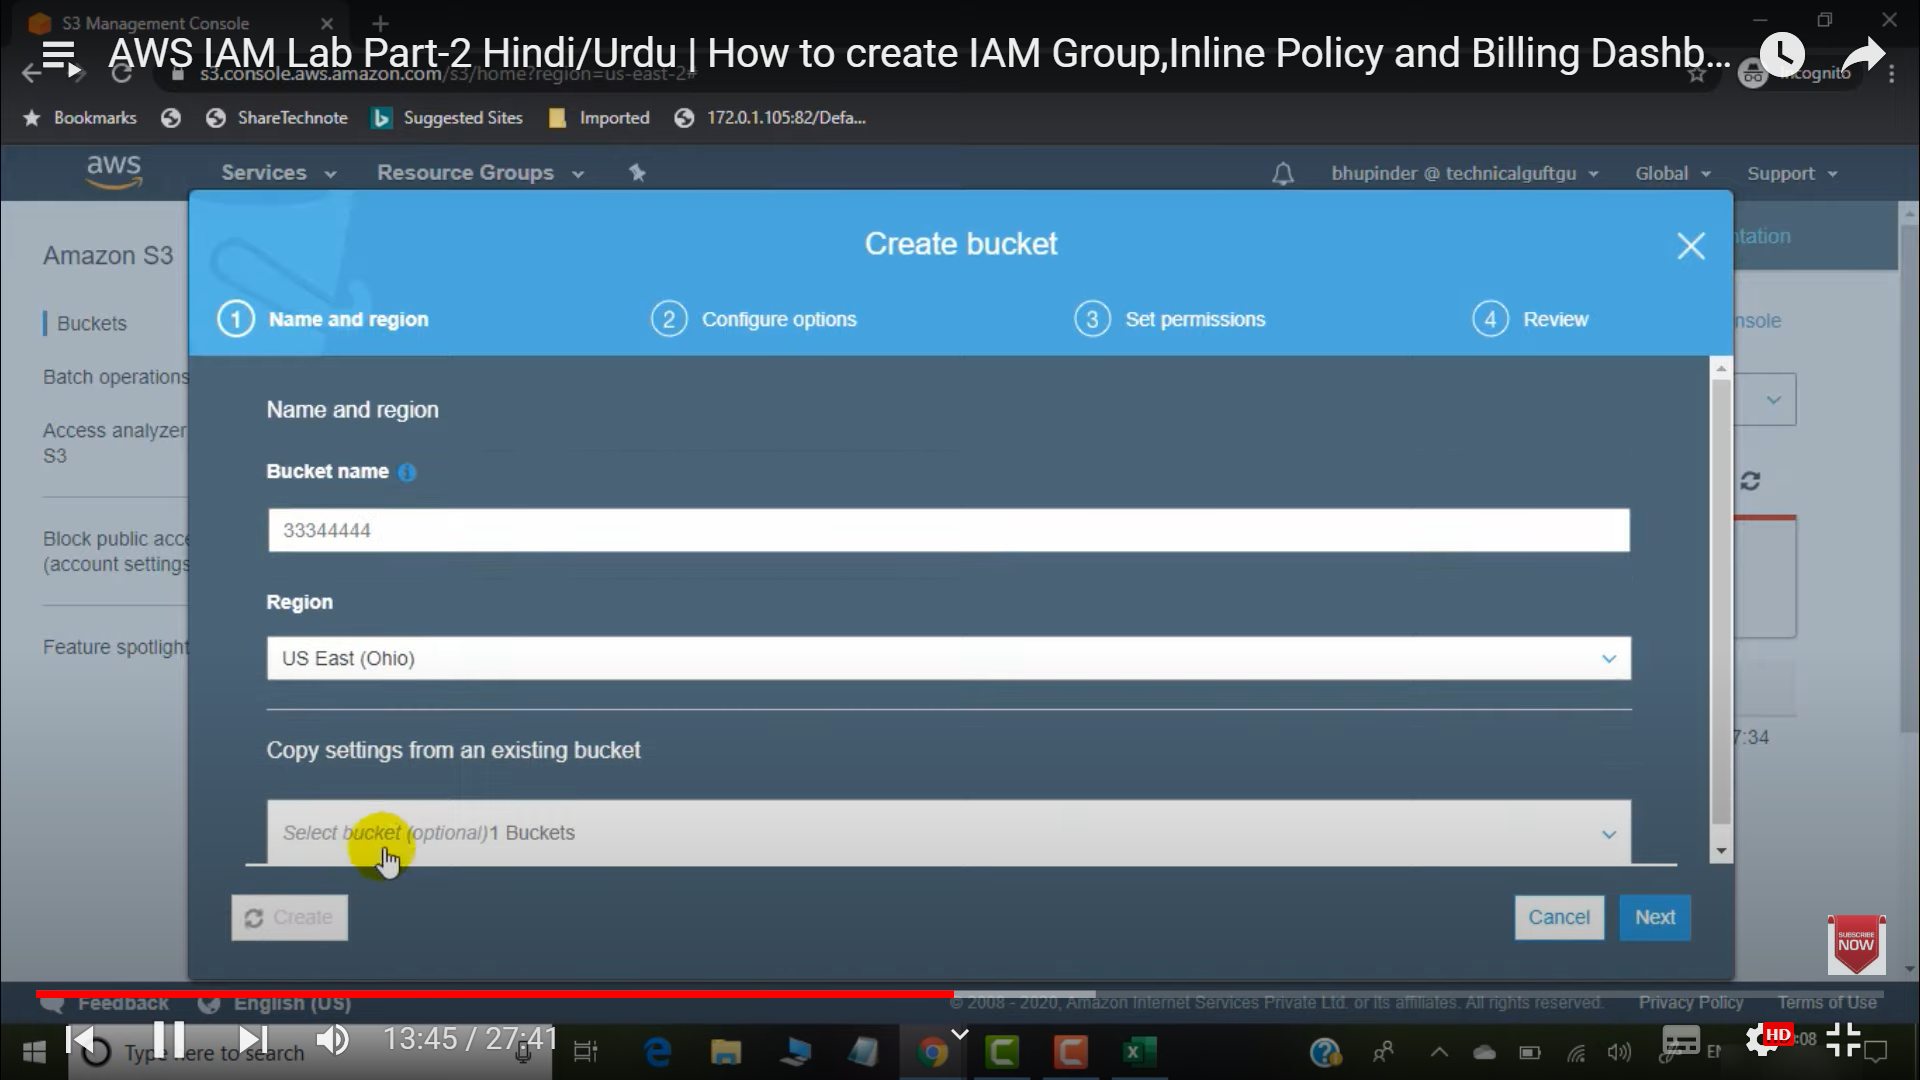 S3 Management Console
AWS IAM Lab Part-2 Hindi/Urdu | How to create IAM Group,Inline Policy and Billing Dashb...
s3.console.aws.amazon.com/s3/home?region=us-east-2#
Incognito
Bookmarks
ShareTechnote
Suggested Sites
Imported
172.0.1.105:82/Defa...
aws
Services
Resource Groups
bhupinder @ technicalguftgu
Global
Support
Amazon S3
Buckets
Batch operations
Access analyzer
S3
Block public acce
(account settings
Feature spotlight
ntation
nsole
7:34
Create bucket
1 Name and region
2 Configure options
3 Set permissions
4 Review
Name and region
Bucket name
33344444
Region
US East (Ohio)
Copy settings from an existing bucket
Select bucket (optional)1 Buckets
Create
Cancel
Next
SUBSCRIBE
NOW
Feedback
English (US)
© 2008 - 2020, Amazon Internet Services Private Ltd. or its affiliates. All rights reserved.
Privacy Policy
Terms of Use
Type here to search
13:45 / 27:41
HD
:08